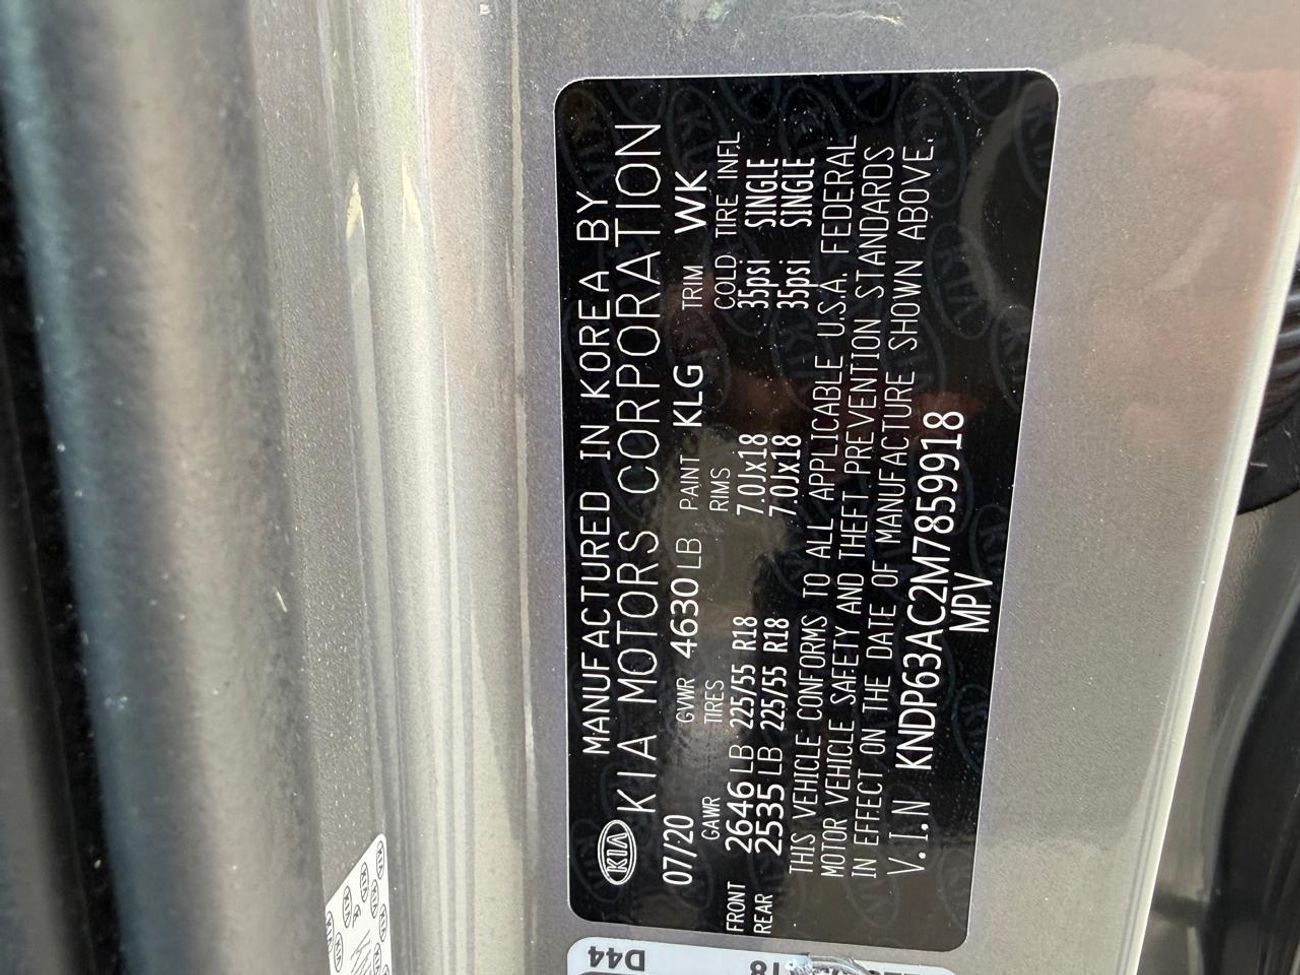 KIA
MANUFACTURED IN KOREA BY
KIA MOTORS CORPORATION
07/20 GVWR 4630 LB PAINT KLG TRIM WK
GAWR TIRES RIMS COLD TIRE INFL
FRONT 2646 LB 225/55 R18 7.0Jx18 35psi SINGLE
REAR 2535 LB 225/55 R18 7.0Jx18 35psi SINGLE
THIS VEHICLE CONFORMS TO ALL APPLICABLE U.S.A. FEDERAL
MOTOR VEHICLE SAFETY AND THEFT PREVENTION STANDARDS
IN EFFECT ON THE DATE OF MANUFACTURE SHOWN ABOVE.
V.I.N KNDP63AC2M7859918
MPV
D44